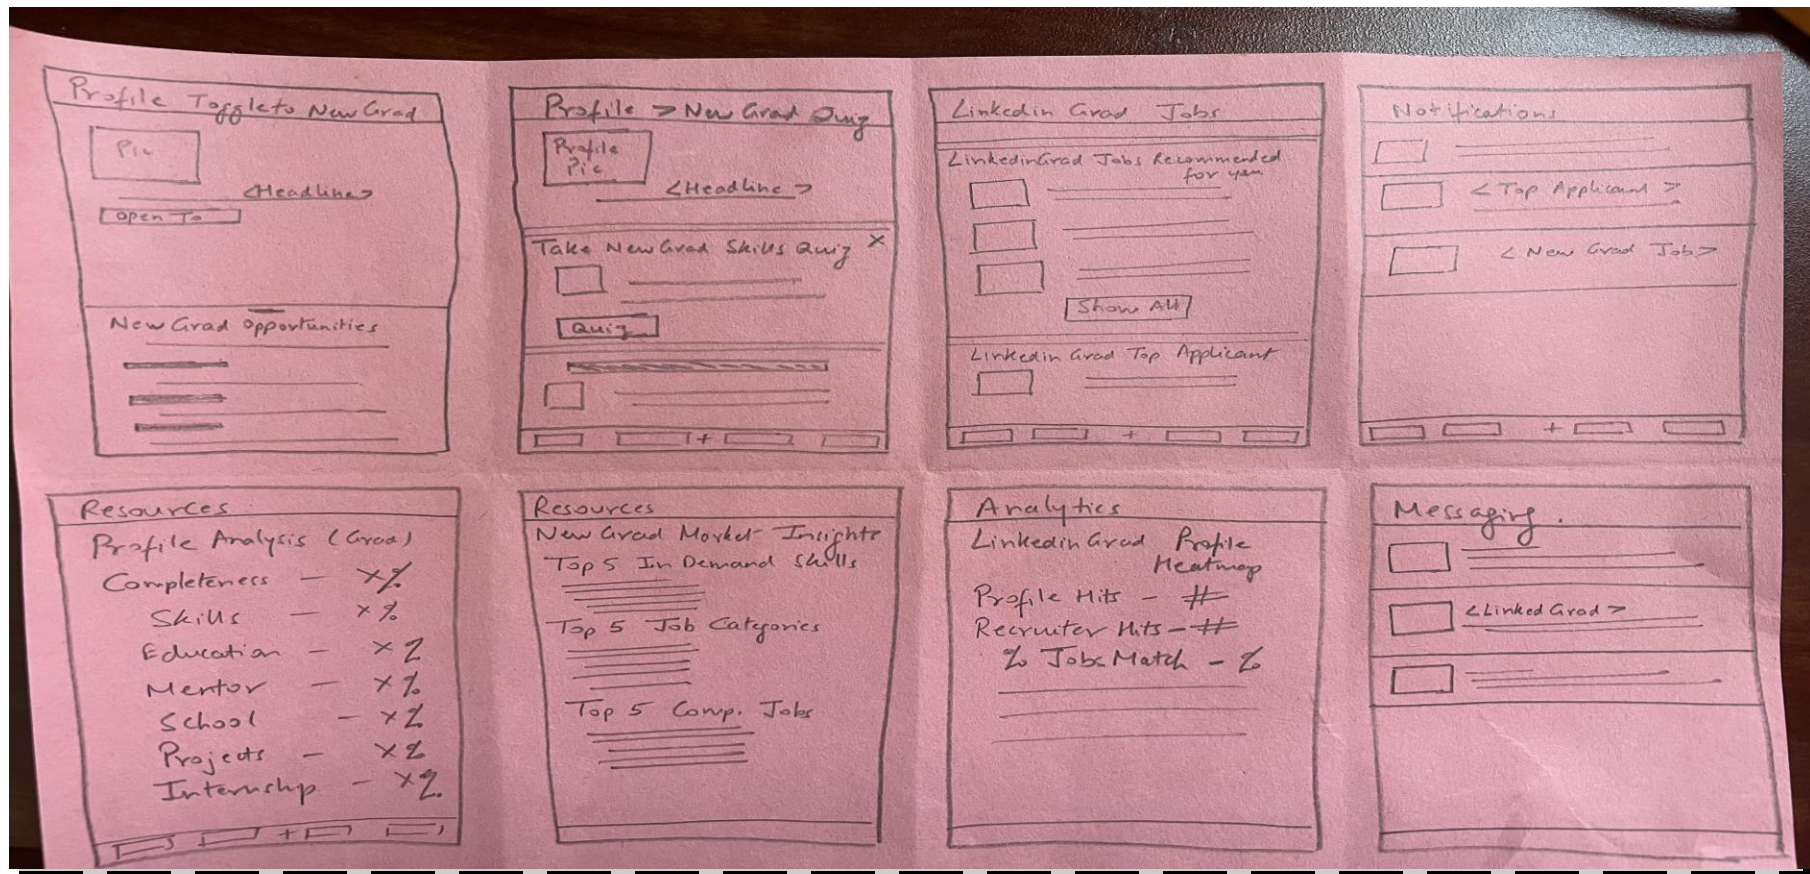 Profile Toggle to New Grad
Pic
<Headline>
Open To
New Grad Opportunities
Profile > New Grad Quiz
Profile
Pic
<Headline>
Take New Grad Skills Quiz X
Quiz
+
Linkedin Grad Jobs
Linkedin Grad Jobs Recommended
for you
Show All
Linkedin Grad Top Applicant
+
Notifications
<Top Applicant>
<New Grad Job>
+
Resources
Profile Analysis (Grad)
Completeness - x%
Skills - x%
Education - x%
Mentor - x%
School - x%
Projects - x%
Internship - x%
+
Resources
New Grad Market Insights
Top 5 In Demand Skills
Top 5 Job Categories
Top 5 Comp. Jobs
Analytics
Linkedin Grad Profile
Heatmap
Profile Hits - #
Recruiter Hits - #
% Jobs Match - %
Messaging.
<Linked Grad>